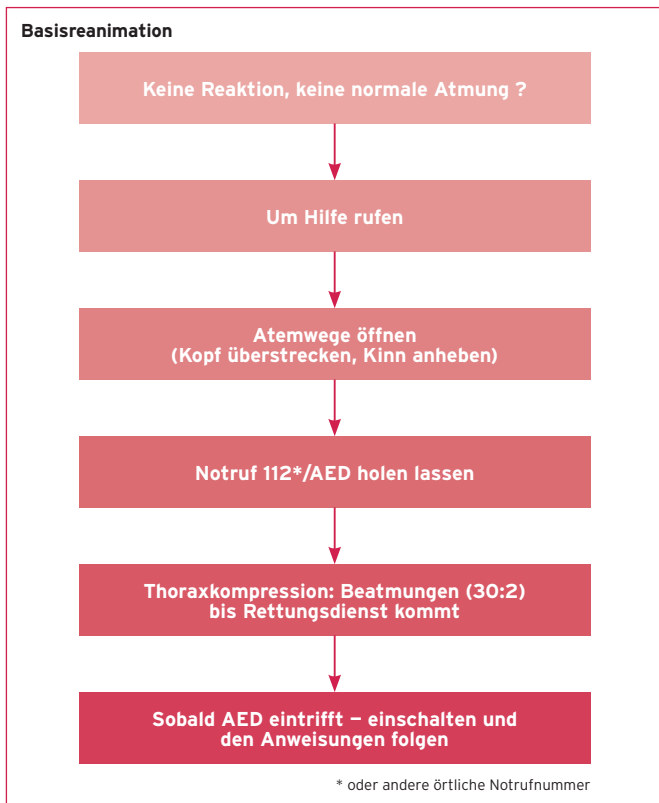 Basisreanimation
Keine Reaktion, keine normale Atmung ?
Um Hilfe rufen
Atemwege öffnen
(Kopf überstrecken, Kinn anheben)
Notruf 112*/AED holen lassen
Thoraxkompression: Beatmungen (30:2)
bis Rettungsdienst kommt
Sobald AED eintrifft – einschalten und
den Anweisungen folgen
* oder andere örtliche Notrufnummer